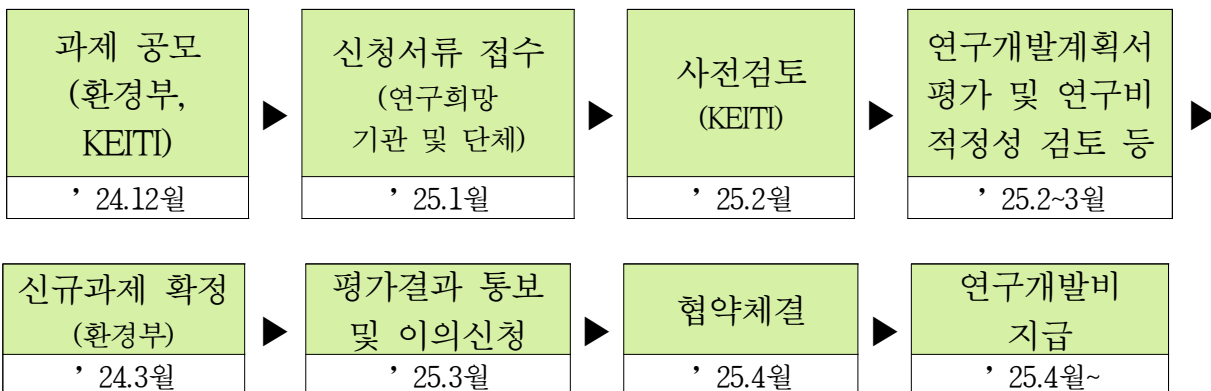 과제 공모
(환경부,
KEITI)
’ 24.12월
▶
신청서류 접수
(연구희망
기관 및 단체)
’ 25.1월
▶
사전검토
(KEITI)
’ 25.2월
▶
연구개발계획서
평가 및 연구비
적정성 검토 등
’ 25.2~3월
▶
신규과제 확정
(환경부)
’ 24.3월
▶
평가결과 통보
및 이의신청
’ 25.3월
▶
협약체결
’ 25.4월
▶
연구개발비
지급
’ 25.4월~